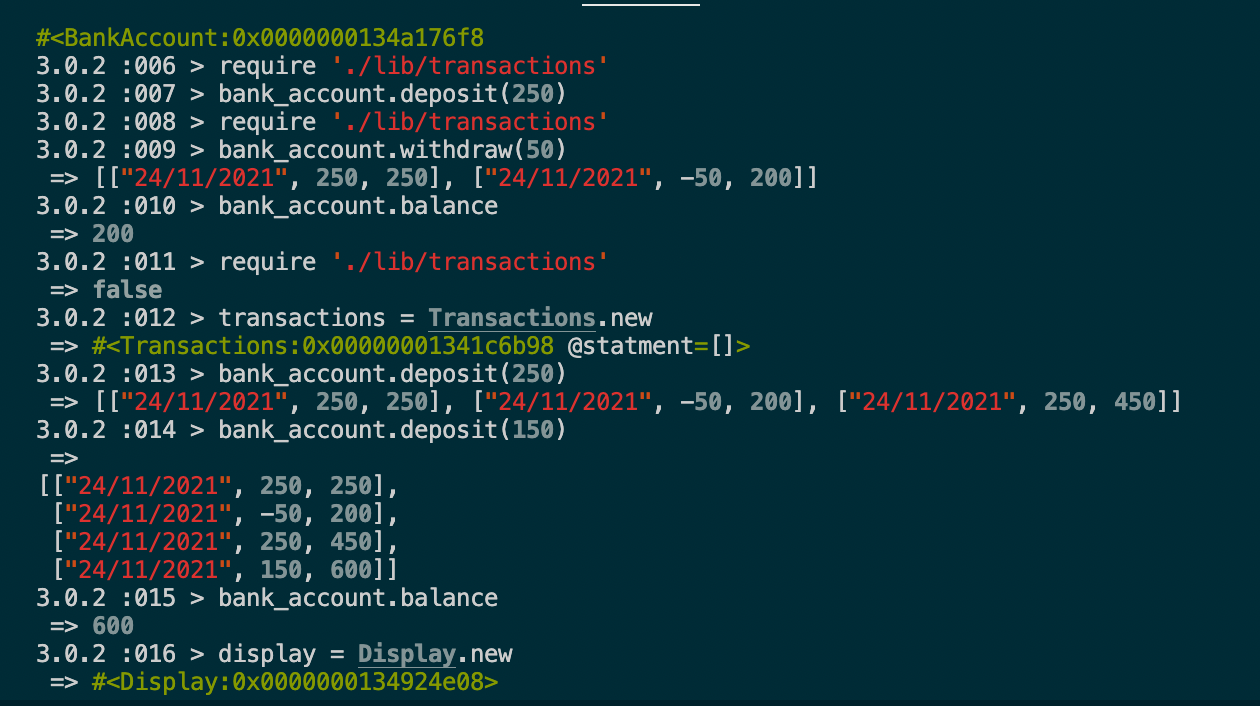 #<BankAccount:0x0000000134a176f8
3.0.2 :006 > require './lib/transactions'
3.0.2 :007 > bank_account.deposit(250)
3.0.2 :008 > require './lib/transactions'
3.0.2 :009 > bank_account.withdraw(50)
 => [["24/11/2021", 250, 250], ["24/11/2021", -50, 200]]
3.0.2 :010 > bank_account.balance
 => 200
3.0.2 :011 > require './lib/transactions'
 => false
3.0.2 :012 > transactions = Transactions.new
 => #<Transactions:0x00000001341c6b98 @statment=[]>
3.0.2 :013 > bank_account.deposit(250)
 => [["24/11/2021", 250, 250], ["24/11/2021", -50, 200], ["24/11/2021", 250, 450]]
3.0.2 :014 > bank_account.deposit(150)
 =>
[["24/11/2021", 250, 250],
 ["24/11/2021", -50, 200],
 ["24/11/2021", 250, 450],
 ["24/11/2021", 150, 600]]
3.0.2 :015 > bank_account.balance
 => 600
3.0.2 :016 > display = Display.new
 => #<Display:0x0000000134924e08>